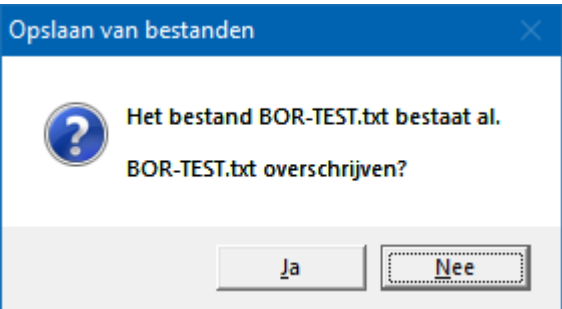 Opslaan van bestanden
Het bestand BOR-TEST.txt bestaat al.
BOR-TEST.txt overschrijven?
Ja
Nee